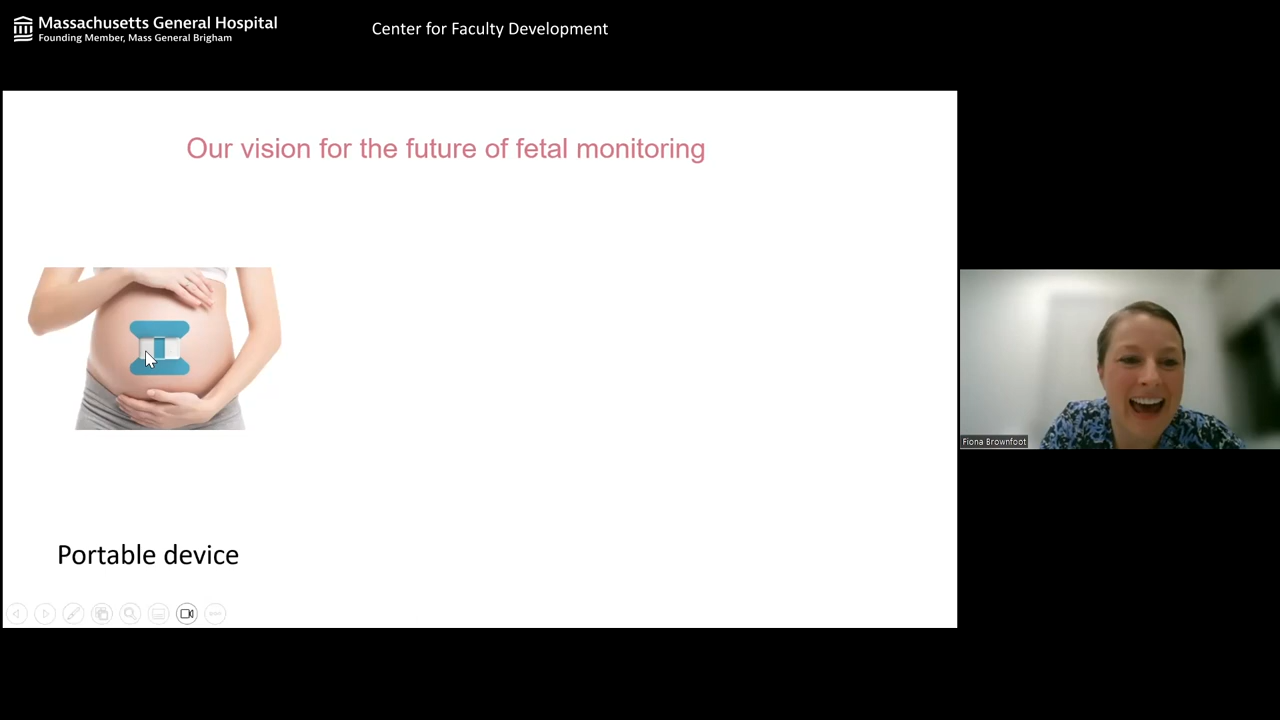 Massachusetts General Hospital
Founding Member, Mass General Brigham
Center for Faculty Development
Our vision for the future of fetal monitoring
Fiona Brownfoot
Portable device